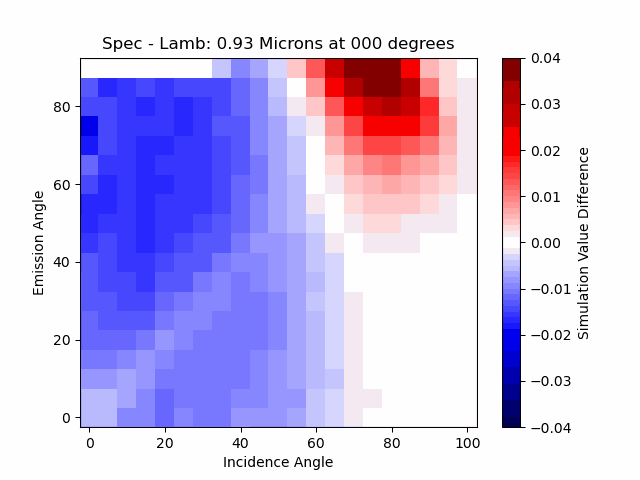 Spec - Lamb: 0.93 Microns at 000 degrees
Emission Angle
80
60
40
20
0
0 20 40 60 80 100
Incidence Angle
0.04
0.03
0.02
0.01
0.00
−0.01
−0.02
−0.03
−0.04
Simulation Value Difference